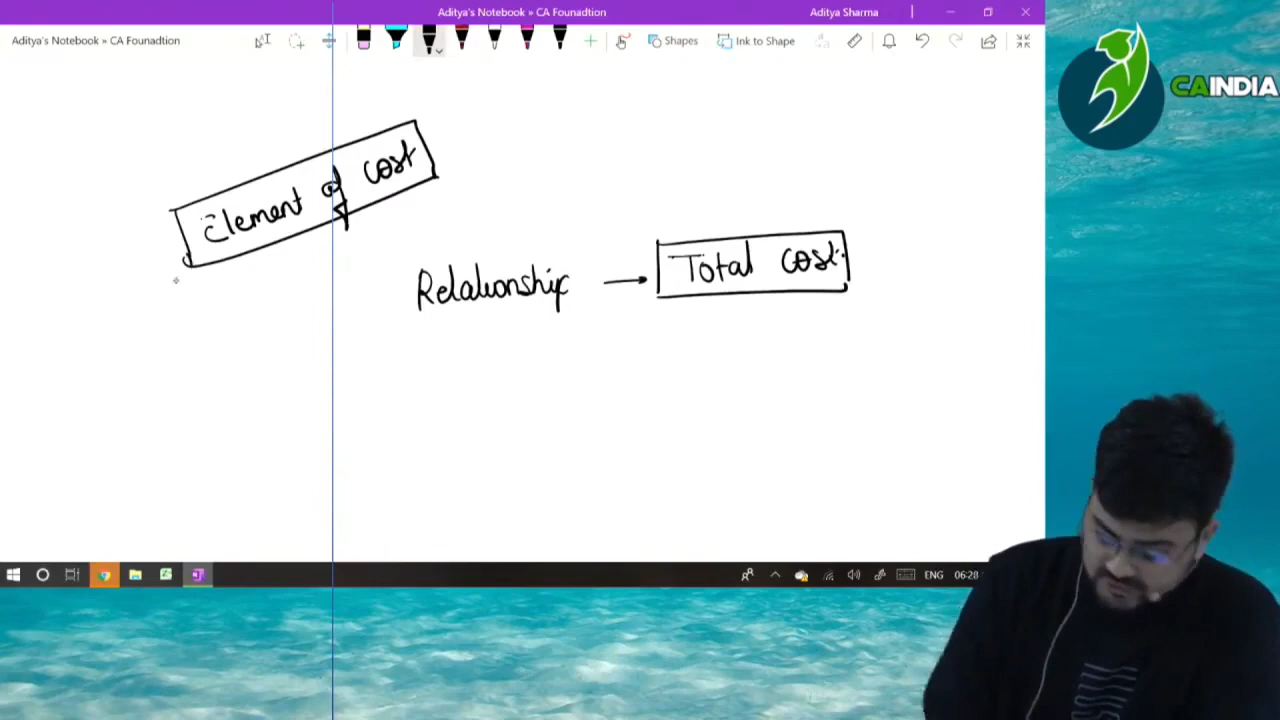 Aditya's Notebook » CA Founadtion
Aditya Sharma
Aditya's Notebook » CA Founadtion
Shapes
Ink to Shape
CAINDIA
Element of cost
Relationship → Total cost
ENG
06:28